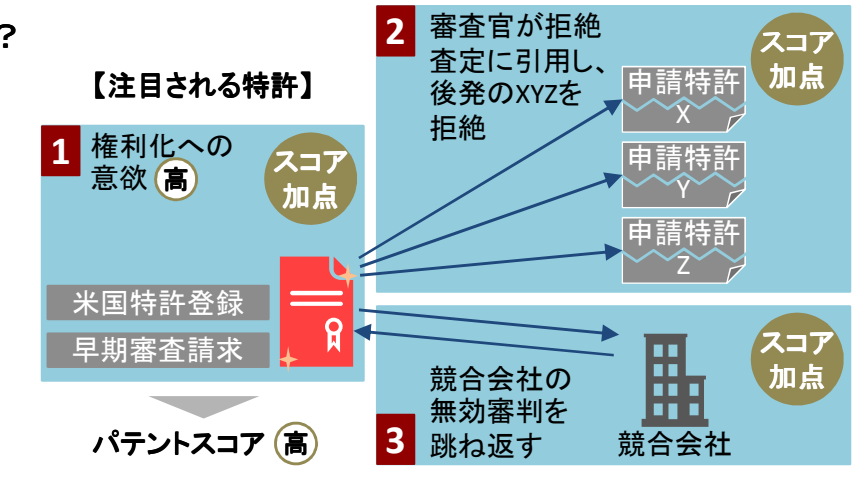 ?
【注目される特許】
1
権利化への
意欲 高
スコア
加点
米国特許登録
早期審査請求
パテントスコア 高
2
審査官が拒絶
査定に引用し、
後発のXYZを
拒絶
スコア
加点
申請特許
X
申請特許
Y
申請特許
Z
3
競合会社の
無効審判を
跳ね返す
競合会社
スコア
加点